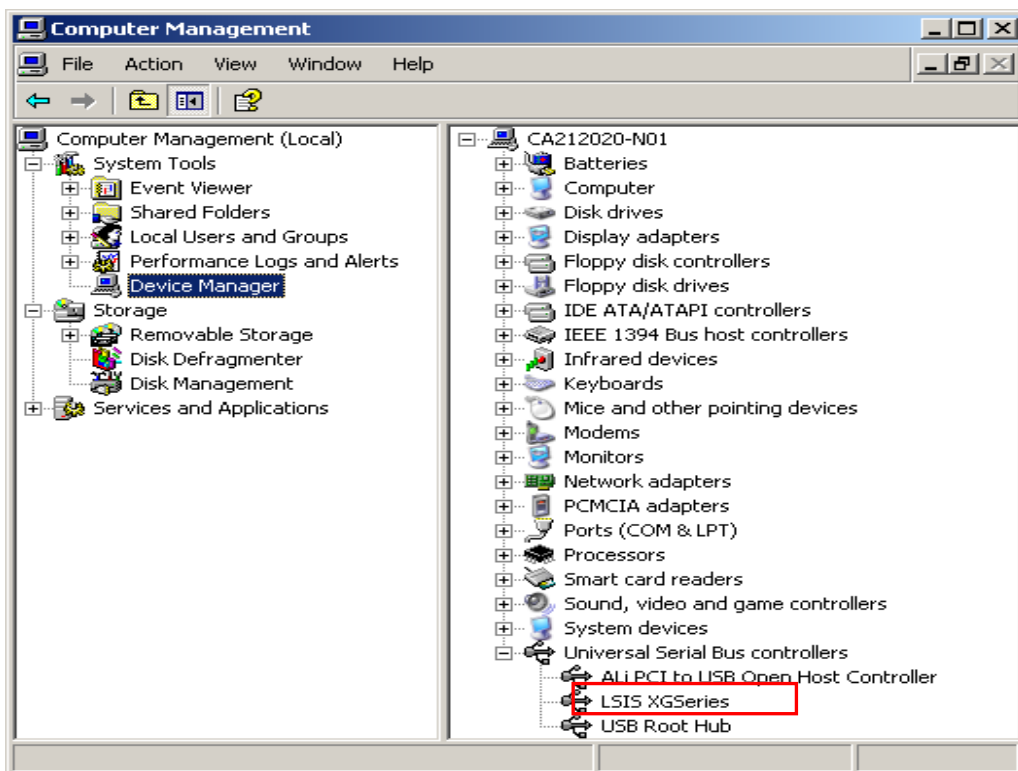 Computer Management
File Action View Window Help
Computer Management (Local)
System Tools
Event Viewer
Shared Folders
Local Users and Groups
Performance Logs and Alerts
Device Manager
Storage
Removable Storage
Disk Defragmenter
Disk Management
Services and Applications
CA212020-N01
Batteries
Computer
Disk drives
Display adapters
Floppy disk controllers
Floppy disk drives
IDE ATA/ATAPI controllers
IEEE 1394 Bus host controllers
Infrared devices
Keyboards
Mice and other pointing devices
Modems
Monitors
Network adapters
PCMCIA adapters
Ports (COM & LPT)
Processors
Smart card readers
Sound, video and game controllers
System devices
Universal Serial Bus controllers
ALi PCI to USB Open Host Controller
LSIS XGSeries
USB Root Hub